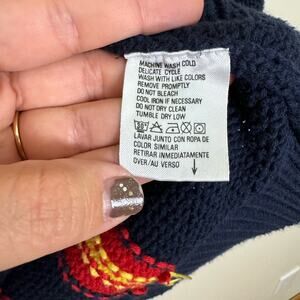 MACHINE WASH COLD
DELICATE CYCLE
WASH WITH LIKE COLORS
REMOVE PROMPTLY
DO NOT BLEACH
COOL IRON IF NECESSARY
DO NOT DRY CLEAN
TUMBLE DRY LOW
LAVAR JUNTO CON ROPA DE
COLOR SIMILAR
RETIRAR INMEDIATAMENTE
OVER/AU VERSO